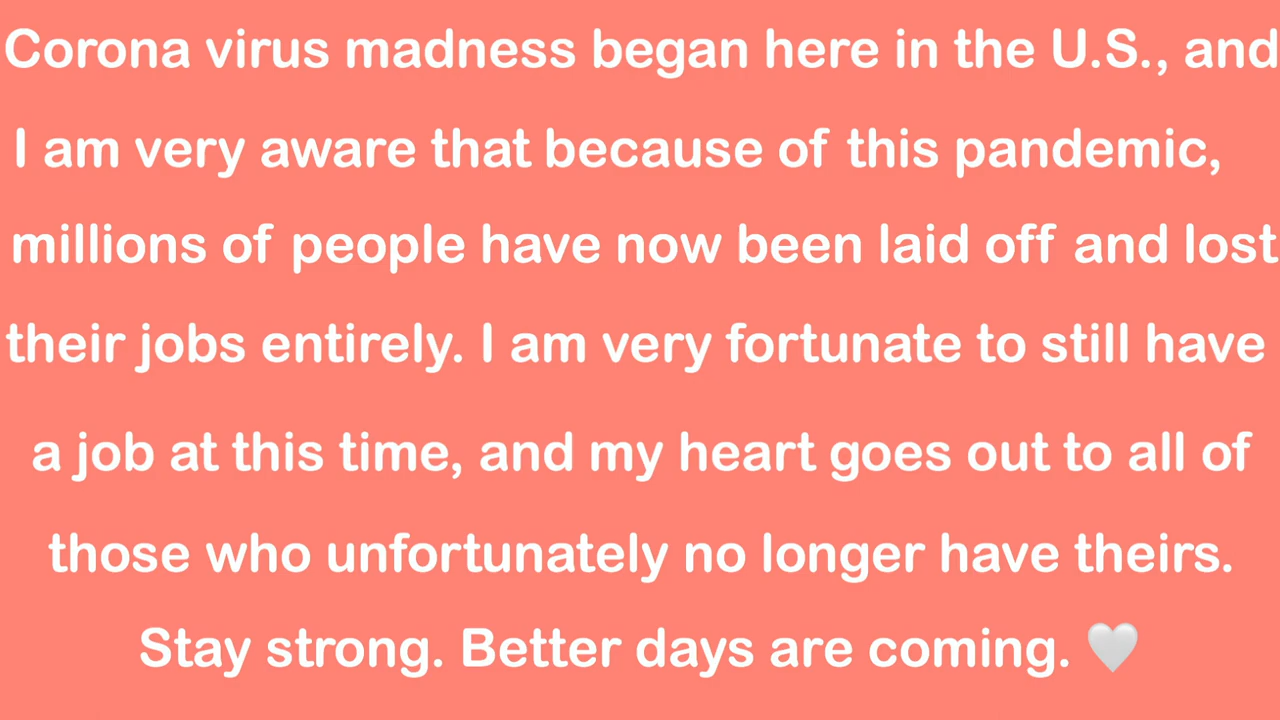 Corona virus madness began here in the U.S., and
I am very aware that because of this pandemic,
millions of people have now been laid off and lost
their jobs entirely. I am very fortunate to still have
a job at this time, and my heart goes out to all of
those who unfortunately no longer have theirs.
Stay strong. Better days are coming. 🤍